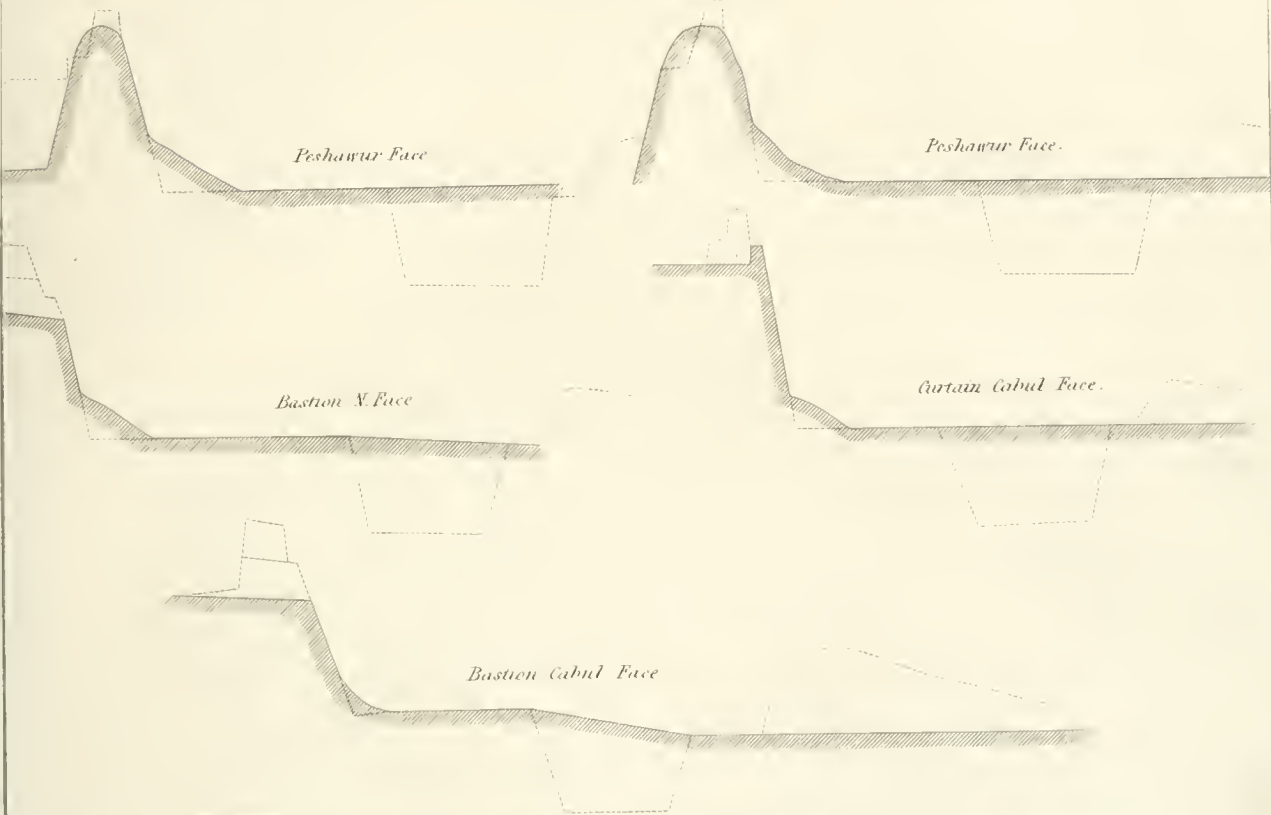 Peshawur Face
Peshawur Face.
Bastion N. Face
Curtain Cabul Face.
Bastion Cabul Face